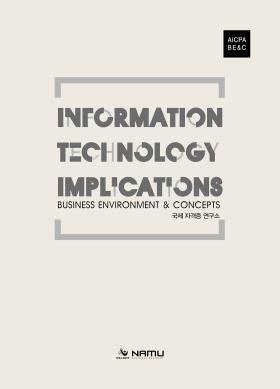 AICPA
BE&C
INFORMATION
TECHNOLOGY
IMPLICATIONS
BUSINESS ENVIRONMENT & CONCEPTS
국제 자격증 연구소
NAMU